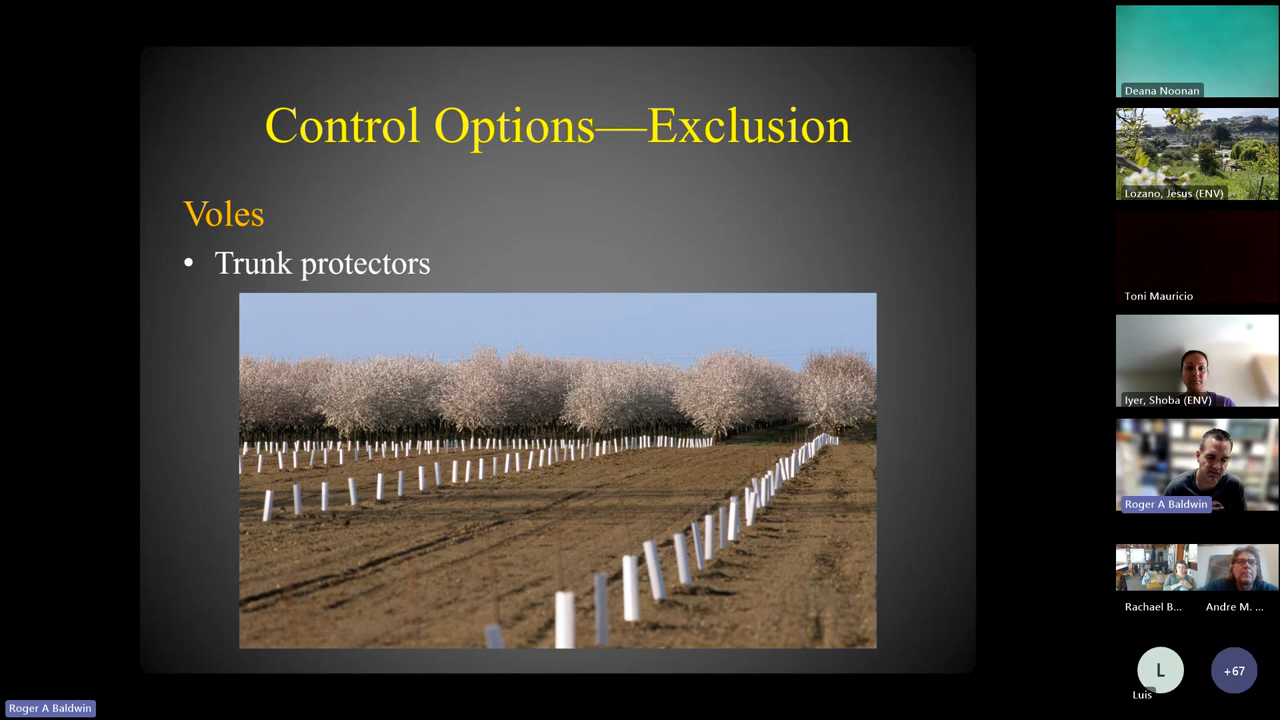 Control Options—Exclusion
Voles
• Trunk protectors
Deana Noonan
Lozano, Jesus (ENV)
Toni Mauricio
Iyer, Shoba (ENV)
Roger A Baldwin
Rachael B...
Andre M. ...
L
Luis
+67
Roger A Baldwin